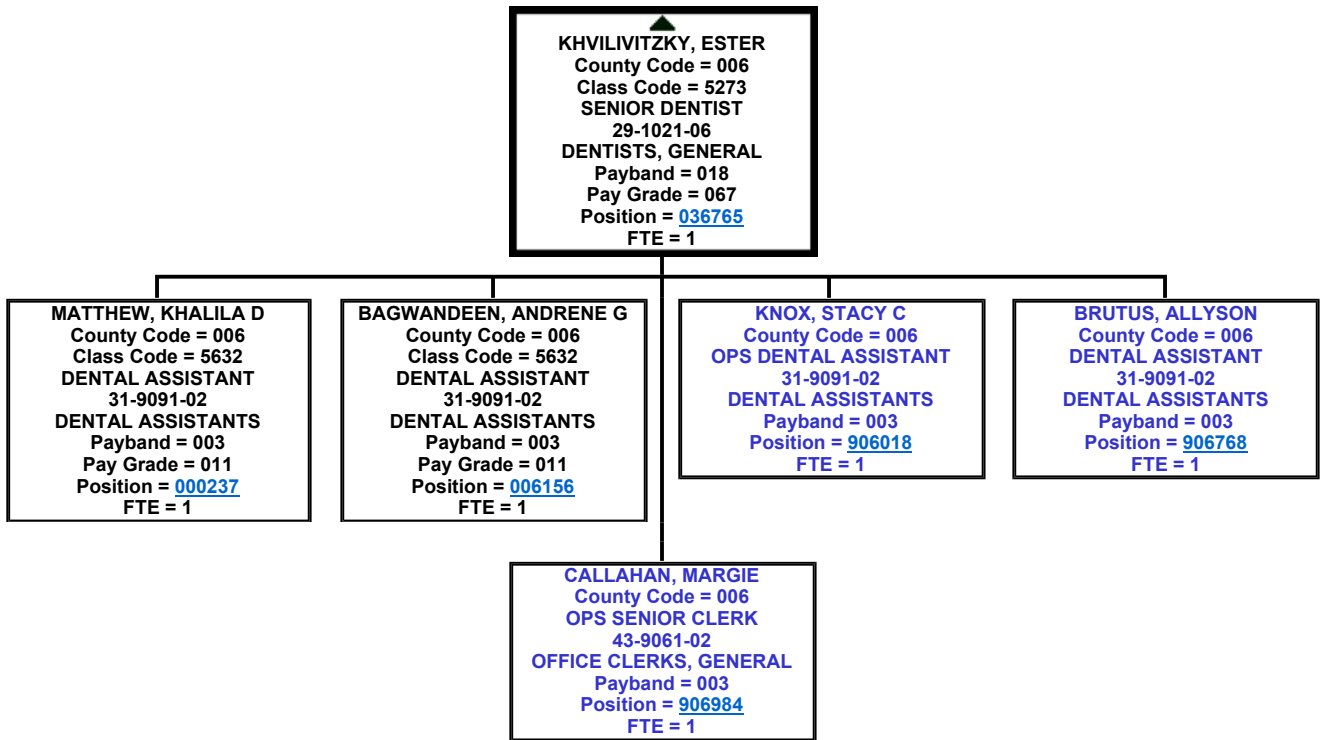 KHVILIVITZKY, ESTER
County Code = 006
Class Code = 5273
SENIOR DENTIST
29-1021-06
DENTISTS, GENERAL
Payband = 018
Pay Grade = 067
Position = 036765
FTE = 1
MATTHEW, KHALILA D
County Code = 006
Class Code = 5632
DENTAL ASSISTANT
31-9091-02
DENTAL ASSISTANTS
Payband = 003
Pay Grade = 011
Position = 000237
FTE = 1
BAGWANDEEN, ANDRENE G
County Code = 006
Class Code = 5632
DENTAL ASSISTANT
31-9091-02
DENTAL ASSISTANTS
Payband = 003
Pay Grade = 011
Position = 006156
FTE = 1
KNOX, STACY C
County Code = 006
OPS DENTAL ASSISTANT
31-9091-02
DENTAL ASSISTANTS
Payband = 003
Position = 906018
FTE = 1
BRUTUS, ALLYSON
County Code = 006
DENTAL ASSISTANT
31-9091-02
DENTAL ASSISTANTS
Payband = 003
Position = 906768
FTE = 1
CALLAHAN, MARGIE
County Code = 006
OPS SENIOR CLERK
43-9061-02
OFFICE CLERKS, GENERAL
Payband = 003
Position = 906984
FTE = 1